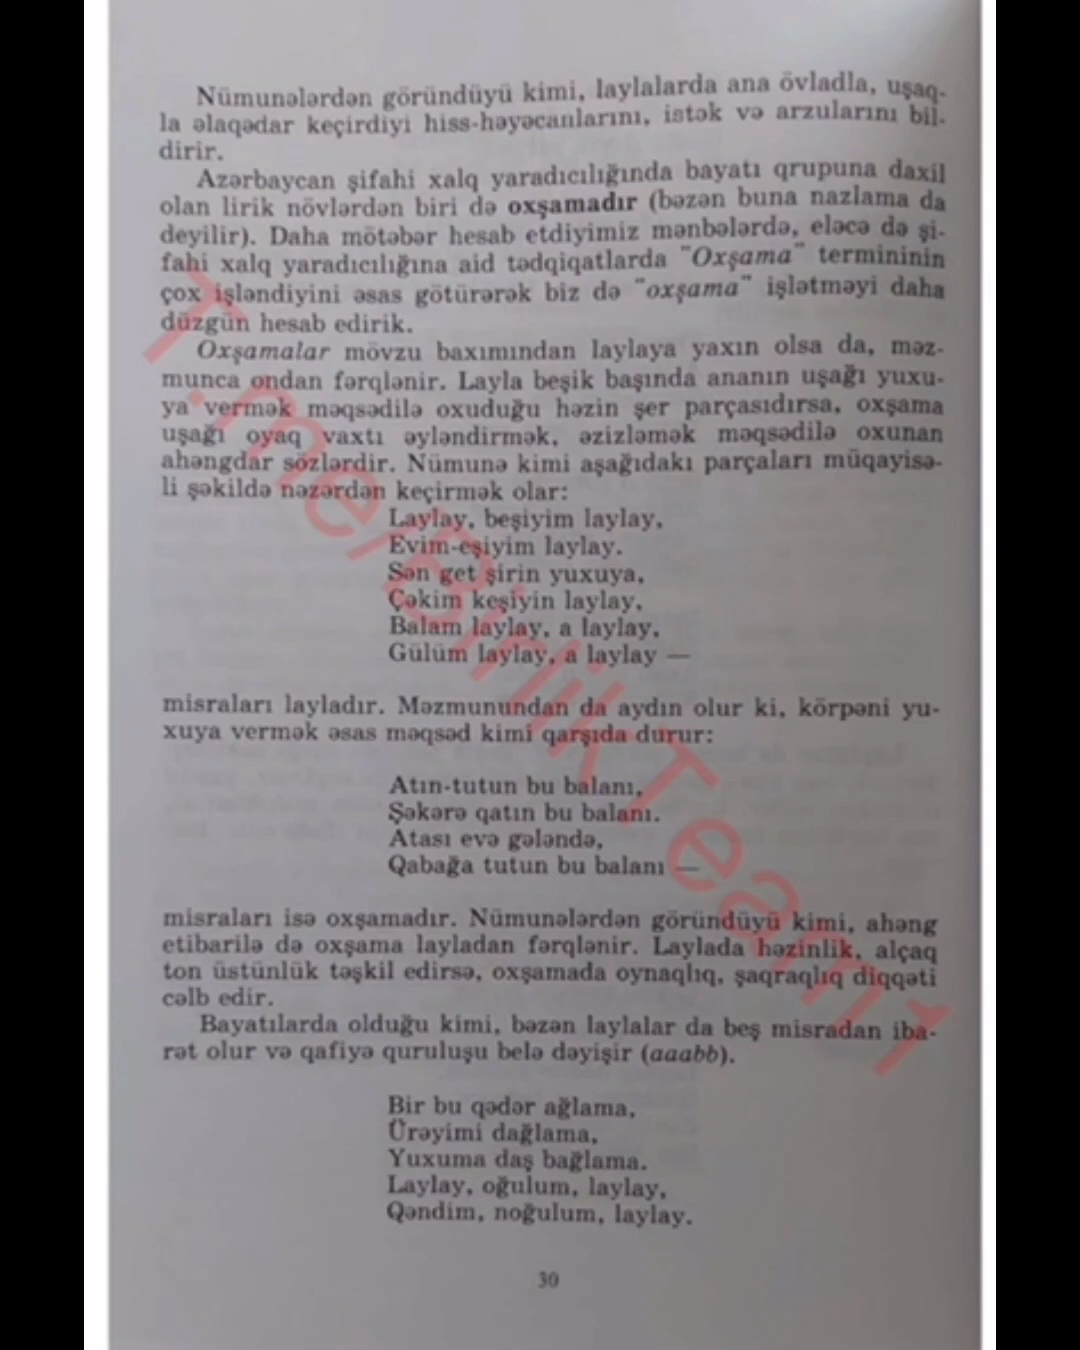 Nümunələrdən göründüyü kimi, laylalarda ana övladla, uşaq-
la əlaqədar keçirdiyi hiss-həyəcanlarını, istək və arzularını bil-
dirir.
Azərbaycan şifahi xalq yaradıcılığında bayatı qrupuna daxil
olan lirik növlərdən biri də oxşamadır (bəzən buna nazlama da
deyilir). Daha mötəbər hesab etdiyimiz mənbələrdə, eləcə də şi-
fahi xalq yaradıcılığına aid tədqiqatlarda "Oxşama" termininin
çox işləndiyini əsas götürərək biz də "oxşama" işlətməyi daha
düzgün hesab edirik.
Oxşamalar mövzu baxımından laylaya yaxın olsa da, məz-
munca ondan fərqlənir. Layla beşik başında ananın uşağı yuxu-
ya vermək məqsədilə oxuduğu həzin şer parçasıdırsa, oxşama
uşağı oyaq vaxtı əyləndirmək, əzizləmək məqsədilə oxunan
ahəngdar sözlərdir. Nümunə kimi aşağıdakı parçaları müqayisə-
li şəkildə nəzərdən keçirmək olar:
Laylay, beşiyim laylay,
Evim-eşiyim laylay.
Sən get şirin yuxuya,
Çəkim keşiyin laylay,
Balam laylay, a laylay,
Gülüm laylay, a laylay —
misraları layladır. Məzmunundan da aydın olur ki, körpəni yu-
xuya vermək əsas məqsəd kimi qarşıda durur:
Atın-tutun bu balanı,
Şəkərə qatın bu balanı.
Atası evə gələndə,
Qabağa tutun bu balanı —
misraları isə oxşamadır. Nümunələrdən göründüyü kimi, ahəng
etibarilə də oxşama layladan fərqlənir. Laylada həzinlik, alçaq
ton üstünlük təşkil edirsə, oxşamada oynaqlıq, şaqraqlıq diqqəti
cəlb edir.
Bayatılarda olduğu kimi, bəzən laylalar da beş misradan iba-
rət olur və qafiyə quruluşu belə dəyişir (aaabb).
Bir bu qədər ağlama,
Ürəyimi dağlama,
Yuxuma daş bağlama.
Laylay, oğulum, laylay,
Qəndim, noğulum, laylay.
30
T.me/BirlikTeam1